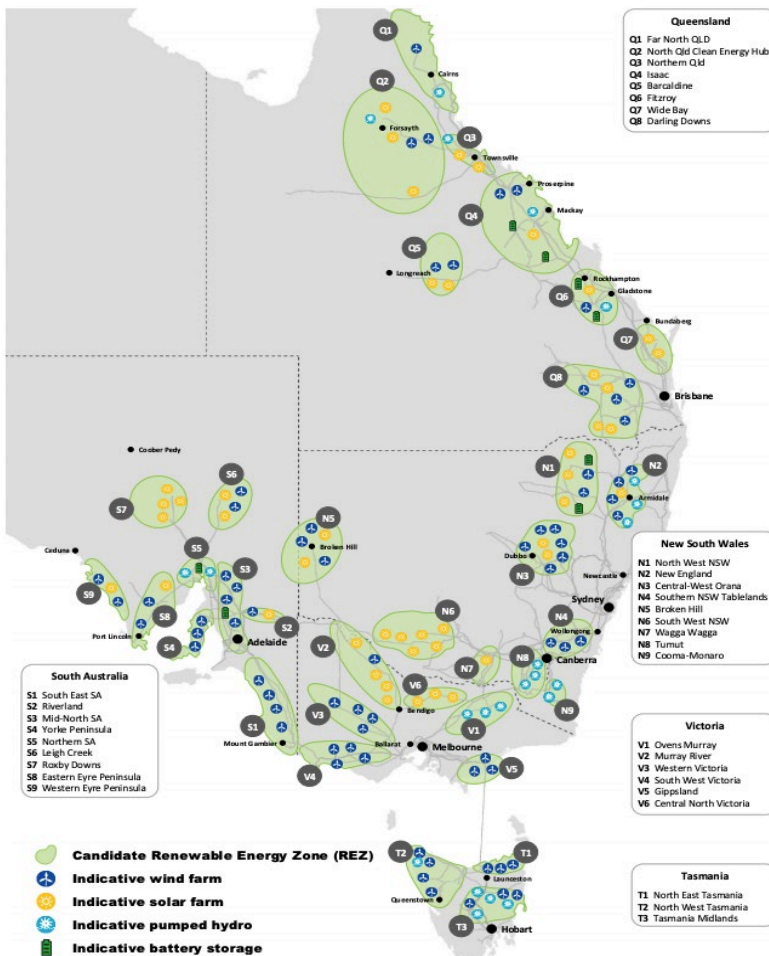 Queensland
Q1 Far North QLD
Q2 North Qld Clean Energy Hub
Q3 Northern Qld
Q4 Isaac
Q5 Barcaldine
Q6 Fitzroy
Q7 Wide Bay
Q8 Darling Downs
Q1
Cairns
Q2
Forsayth
Q3
Townsville
Proserpine
Q4
Mackay
Q5
Longreach
Rockhampton
Q6
Gladstone
Bundaberg
Q7
Q8
Brisbane
Coober Pedy
S6
S7
N1
N2
Armidale
N5
Broken Hill
Ceduna
S5
S3
Dubbo
N3
Newcastle
Sydney
S9
S8
Port Lincoln
S4
S2
Adelaide
N6
N4
Wollongong
V2
N7
N8
Canberra
V6
Bendigo
N9
V3
V1
S1
Mount Gambier
Ballarat
Melbourne
V4
V5
New South Wales
N1 North West NSW
N2 New England
N3 Central-West Orana
N4 Southern NSW Tablelands
N5 Broken Hill
N6 South West NSW
N7 Wagga Wagga
N8 Tumut
N9 Cooma-Monaro
South Australia
S1 South East SA
S2 Riverland
S3 Mid-North SA
S4 Yorke Peninsula
S5 Northern SA
S6 Leigh Creek
S7 Roxby Downs
S8 Eastern Eyre Peninsula
S9 Western Eyre Peninsula
Victoria
V1 Ovens Murray
V2 Murray River
V3 Western Victoria
V4 South West Victoria
V5 Gippsland
V6 Central North Victoria
T2
T1
Launceston
Queenstown
T3
Hobart
Tasmania
T1 North East Tasmania
T2 North West Tasmania
T3 Tasmania Midlands
Candidate Renewable Energy Zone (REZ)
Indicative wind farm
Indicative solar farm
Indicative pumped hydro
Indicative battery storage